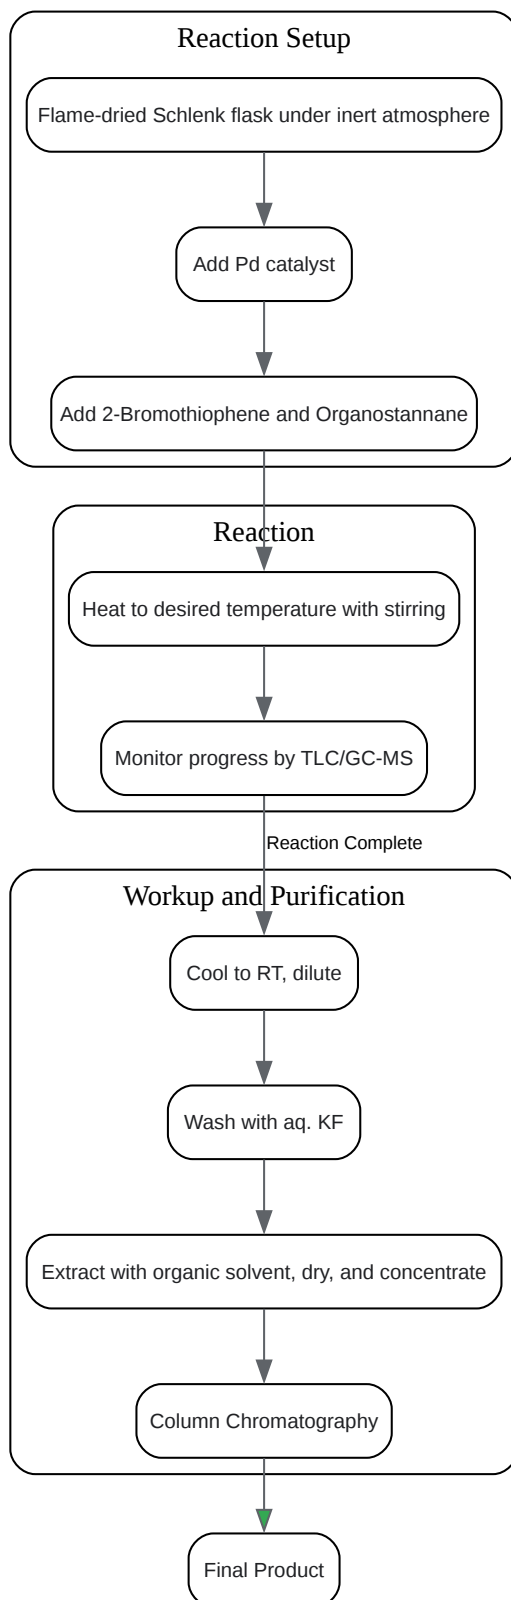 Reaction Setup
Flame-dried Schlenk flask under inert atmosphere
Add Pd catalyst
Add 2-Bromothiophene and Organostannane
Reaction
Heat to desired temperature with stirring
Monitor progress by TLC/GC-MS
Reaction Complete
Workup and Purification
Cool to RT, dilute
Wash with aq. KF
Extract with organic solvent, dry, and concentrate
Column Chromatography
Final Product